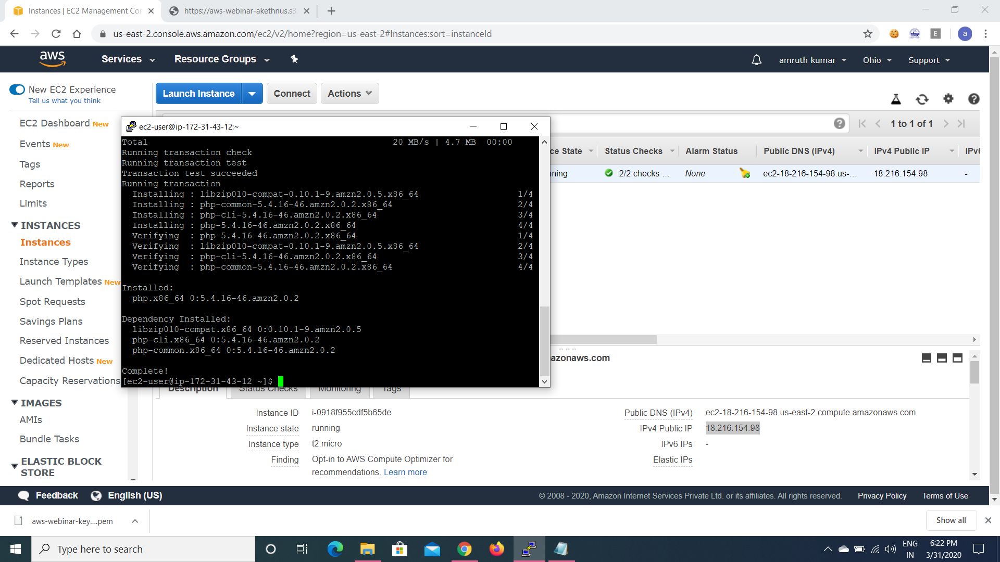 Instances | EC2 Management Con
https://aws-webinar-akethnus.s3.
us-east-2.console.aws.amazon.com/ec2/v2/home?region=us-east-2#Instances:sort=instanceId
E
a
aws
Services
Resource Groups
amruth kumar
Ohio
Support
New EC2 Experience
Tell us what you think
Launch Instance
Connect
Actions
EC2 Dashboard New
Events New
Tags
Reports
Limits
INSTANCES
Instances
Instance Types
Launch Templates New
Spot Requests
Savings Plans
Reserved Instances
Dedicated Hosts New
Capacity Reservations
IMAGES
AMIs
Bundle Tasks
ELASTIC BLOCK
STORE
1 to 1 of 1
ce State
Status Checks
Alarm Status
Public DNS (IPv4)
IPv4 Public IP
IPv6
ning
2/2 checks ...
None
ec2-18-216-154-98.us-...
18.216.154.98
-
ec2-user@ip-172-31-43-12:~
Total 20 MB/s | 4.7 MB 00:00
Running transaction check
Running transaction test
Transaction test succeeded
Running transaction
Installing : libzip010-compat-0.10.1-9.amzn2.0.5.x86_64 1/4
Installing : php-common-5.4.16-46.amzn2.0.2.x86_64 2/4
Installing : php-cli-5.4.16-46.amzn2.0.2.x86_64 3/4
Installing : php-5.4.16-46.amzn2.0.2.x86_64 4/4
Verifying : php-5.4.16-46.amzn2.0.2.x86_64 1/4
Verifying : libzip010-compat-0.10.1-9.amzn2.0.5.x86_64 2/4
Verifying : php-cli-5.4.16-46.amzn2.0.2.x86_64 3/4
Verifying : php-common-5.4.16-46.amzn2.0.2.x86_64 4/4
Installed:
php.x86_64 0:5.4.16-46.amzn2.0.2
Dependency Installed:
libzip010-compat.x86_64 0:0.10.1-9.amzn2.0.5
php-cli.x86_64 0:5.4.16-46.amzn2.0.2
php-common.x86_64 0:5.4.16-46.amzn2.0.2
Complete!
[ec2-user@ip-172-31-43-12 ~]$
azonaws.com
Description
Status Checks
Monitoring
Tags
Instance ID i-0918f955cdf5b65de
Instance state running
Instance type t2.micro
Finding Opt-in to AWS Compute Optimizer for
recommendations. Learn more
Public DNS (IPv4) ec2-18-216-154-98.us-east-2.compute.amazonaws.com
IPv4 Public IP 18.216.154.98
IPv6 IPs -
Elastic IPs
Feedback
English (US)
© 2008 - 2020, Amazon Internet Services Private Ltd. or its affiliates. All rights reserved.
Privacy Policy
Terms of Use
aws-webinar-key....pem
Show all
Type here to search
ENG
IN
6:22 PM
3/31/2020